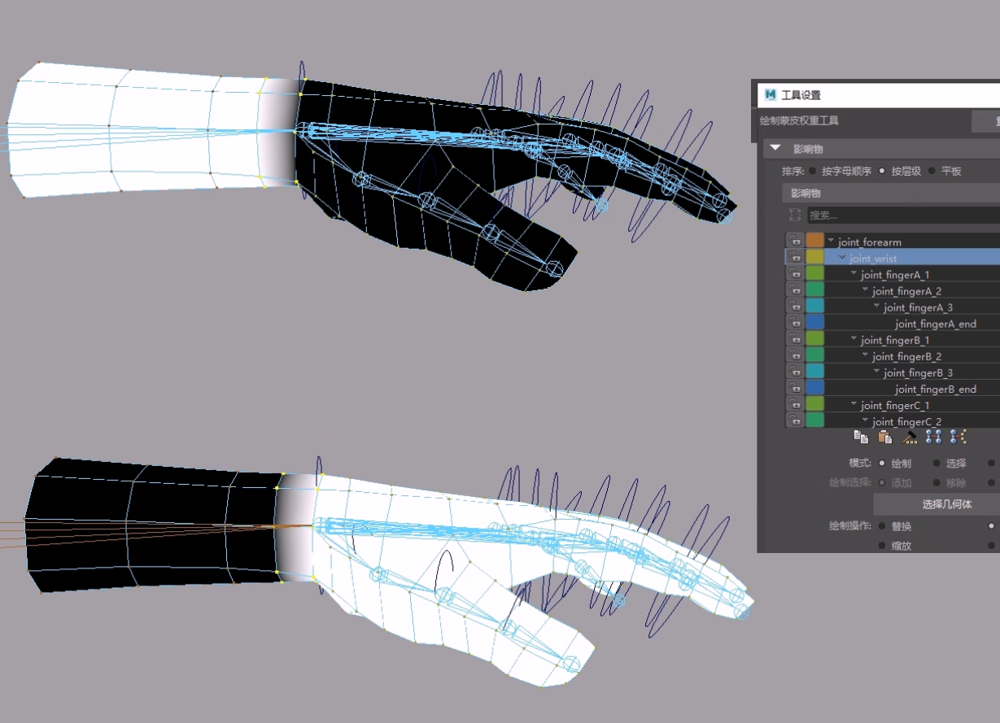 工具设置
绘制蒙皮权重工具
影响物
排序: 按字母顺序 按层级 平板
影响物
搜索...
joint_forearm
joint_wrist
joint_fingerA_1
joint_fingerA_2
joint_fingerA_3
joint_fingerA_end
joint_fingerB_1
joint_fingerB_2
joint_fingerB_3
joint_fingerB_end
joint_fingerC_1
joint_fingerC_2
模式: 绘制 选择
绘制选择: 添加 移除
选择几何体
绘制操作: 替换
缩放